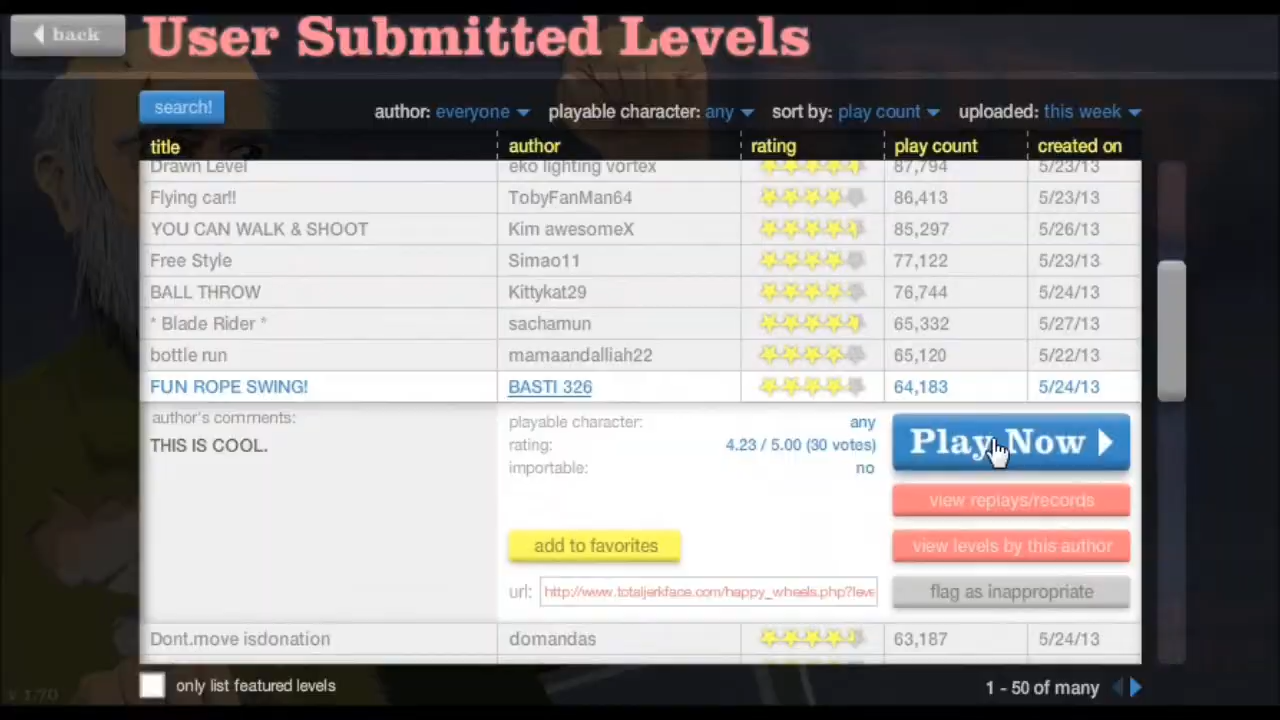 back
User Submitted Levels
search!
author: everyone playable character: any sort by: play count uploaded: this week
title author rating play count created on
Drawn Level eko lighting vortex 87,794 5/23/13
Flying car!! TobyFanMan64 86,413 5/23/13
YOU CAN WALK & SHOOT Kim awesomeX 85,297 5/26/13
Free Style Simao11 77,122 5/23/13
BALL THROW Kittykat29 76,744 5/24/13
* Blade Rider * sachamun 65,332 5/27/13
bottle run mamaandalliah22 65,120 5/22/13
FUN ROPE SWING! BASTI 326 64,183 5/24/13
author's comments:
THIS IS COOL.
playable character: any
rating: 4.23 / 5.00 (30 votes)
importable: no
Play Now
view replays/records
add to favorites
view levels by this author
url: http://www.totaljerkface.com/happy_wheels.php?leve
flag as inappropriate
Dont.move isdonation domandas 63,187 5/24/13
only list featured levels
1 - 50 of many
v 1.70